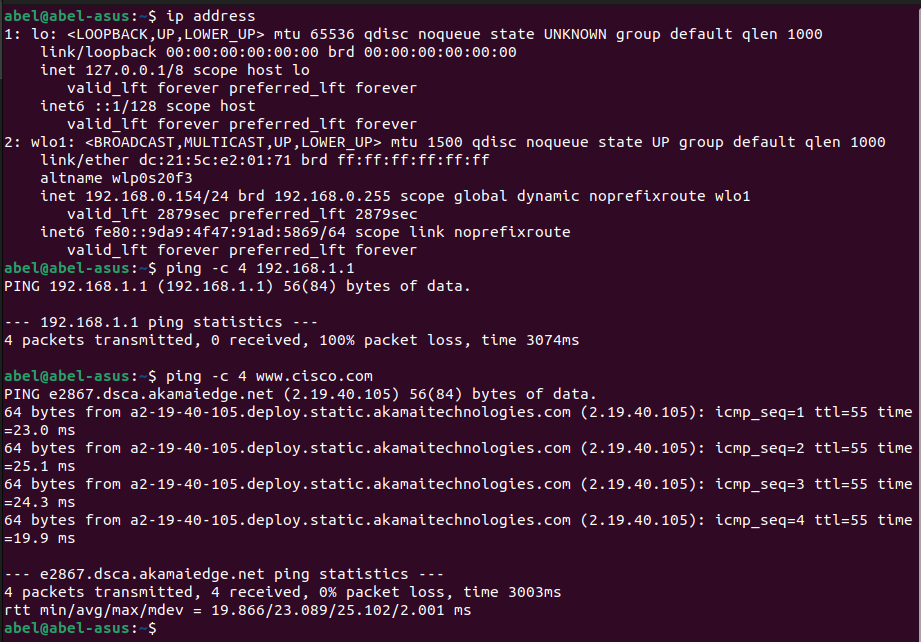 abel@abel-asus:~$ ip address
1: lo: <LOOPBACK,UP,LOWER_UP> mtu 65536 qdisc noqueue state UNKNOWN group default qlen 1000
    link/loopback 00:00:00:00:00:00 brd 00:00:00:00:00:00
    inet 127.0.0.1/8 scope host lo
       valid_lft forever preferred_lft forever
    inet6 ::1/128 scope host
       valid_lft forever preferred_lft forever
2: wlo1: <BROADCAST,MULTICAST,UP,LOWER_UP> mtu 1500 qdisc noqueue state UP group default qlen 1000
    link/ether dc:21:5c:e2:01:71 brd ff:ff:ff:ff:ff:ff
    altname wlp0s20f3
    inet 192.168.0.154/24 brd 192.168.0.255 scope global dynamic noprefixroute wlo1
       valid_lft 2879sec preferred_lft 2879sec
    inet6 fe80::9da9:4f47:91ad:5869/64 scope link noprefixroute
       valid_lft forever preferred_lft forever
abel@abel-asus:~$ ping -c 4 192.168.1.1
PING 192.168.1.1 (192.168.1.1) 56(84) bytes of data.

--- 192.168.1.1 ping statistics ---
4 packets transmitted, 0 received, 100% packet loss, time 3074ms

abel@abel-asus:~$ ping -c 4 www.cisco.com
PING e2867.dsca.akamaiedge.net (2.19.40.105) 56(84) bytes of data.
64 bytes from a2-19-40-105.deploy.static.akamaitechnologies.com (2.19.40.105): icmp_seq=1 ttl=55 time
=23.0 ms
64 bytes from a2-19-40-105.deploy.static.akamaitechnologies.com (2.19.40.105): icmp_seq=2 ttl=55 time
=25.1 ms
64 bytes from a2-19-40-105.deploy.static.akamaitechnologies.com (2.19.40.105): icmp_seq=3 ttl=55 time
=24.3 ms
64 bytes from a2-19-40-105.deploy.static.akamaitechnologies.com (2.19.40.105): icmp_seq=4 ttl=55 time
=19.9 ms

--- e2867.dsca.akamaiedge.net ping statistics ---
4 packets transmitted, 4 received, 0% packet loss, time 3003ms
rtt min/avg/max/mdev = 19.866/23.089/25.102/2.001 ms
abel@abel-asus:~$